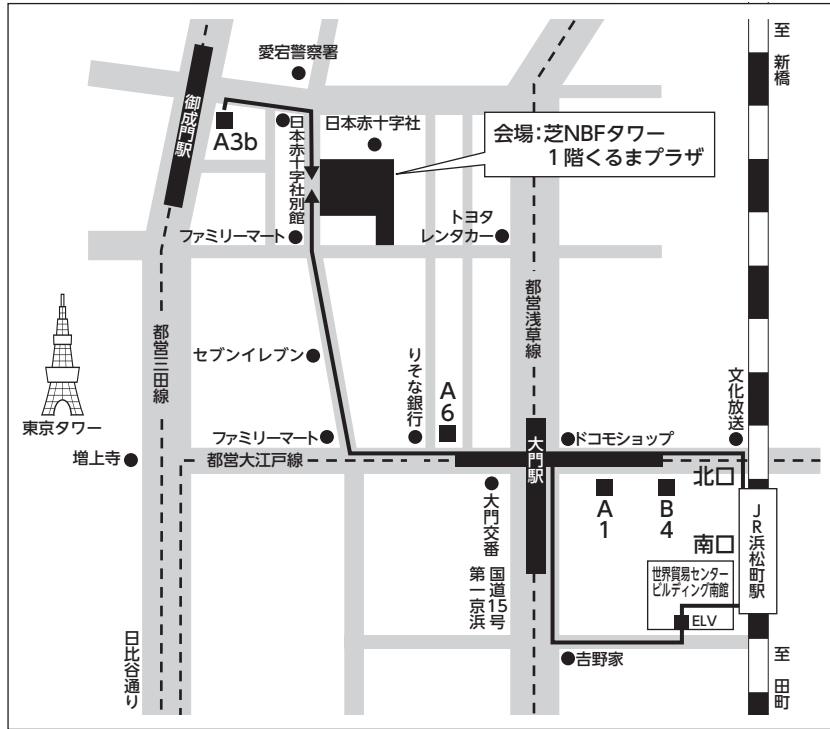 至
新橋
愛宕警察署
御成門駅
A3b
日本赤十字社別館
日本赤十字社
会場：芝NBFタワー
1階くるまプラザ
ファミリーマート
トヨタ
レンタカー
都営三田線
都営浅草線
東京タワー
セブンイレブン
りそな銀行
A
6
文化放送
ファミリーマート
ドコモショップ
増上寺
都営大江戸線
大門駅
北口
大門交番
A
1
B
4
南口
JR浜松町駅
国道15号
第一京浜
世界貿易センター
ビルディング南館
ELV
日比谷通り
吉野家
至
田町